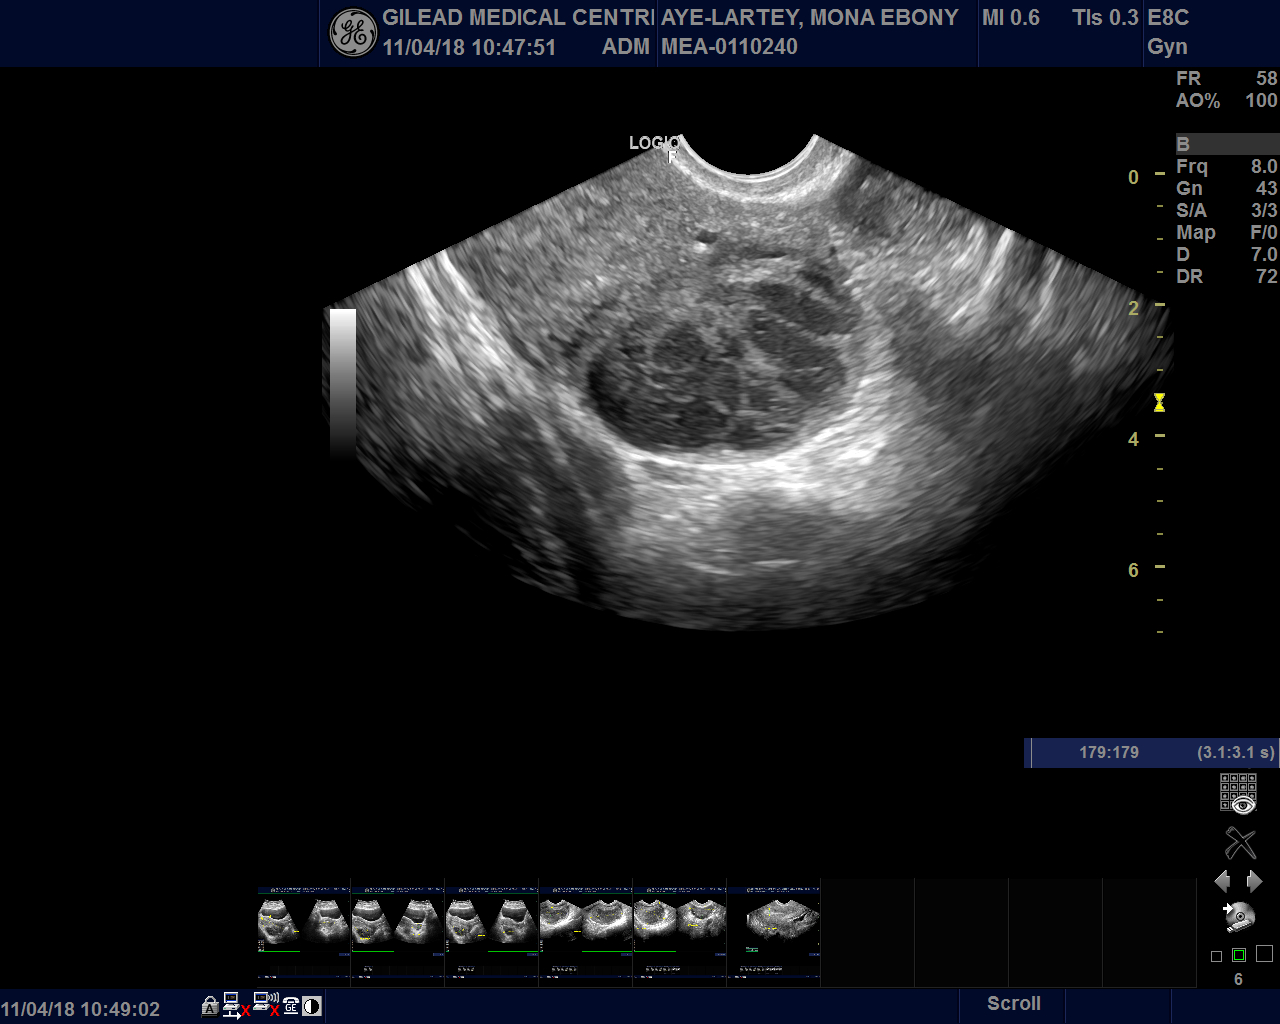 GILEAD MEDICAL CENTR
AYE-LARTEY, MONA EBONY
MI 0.6 TIs 0.3 E8C
11/04/18 10:47:51 ADM MEA-0110240 Gyn
FR 58
AO% 100
LOGIQ
B
Frq 8.0
Gn 43
S/A 3/3
Map F/0
D 7.0
DR 72
0
2
4
6
179:179 (3.1:3.1 s)
6
11/04/18 10:49:02
Scroll